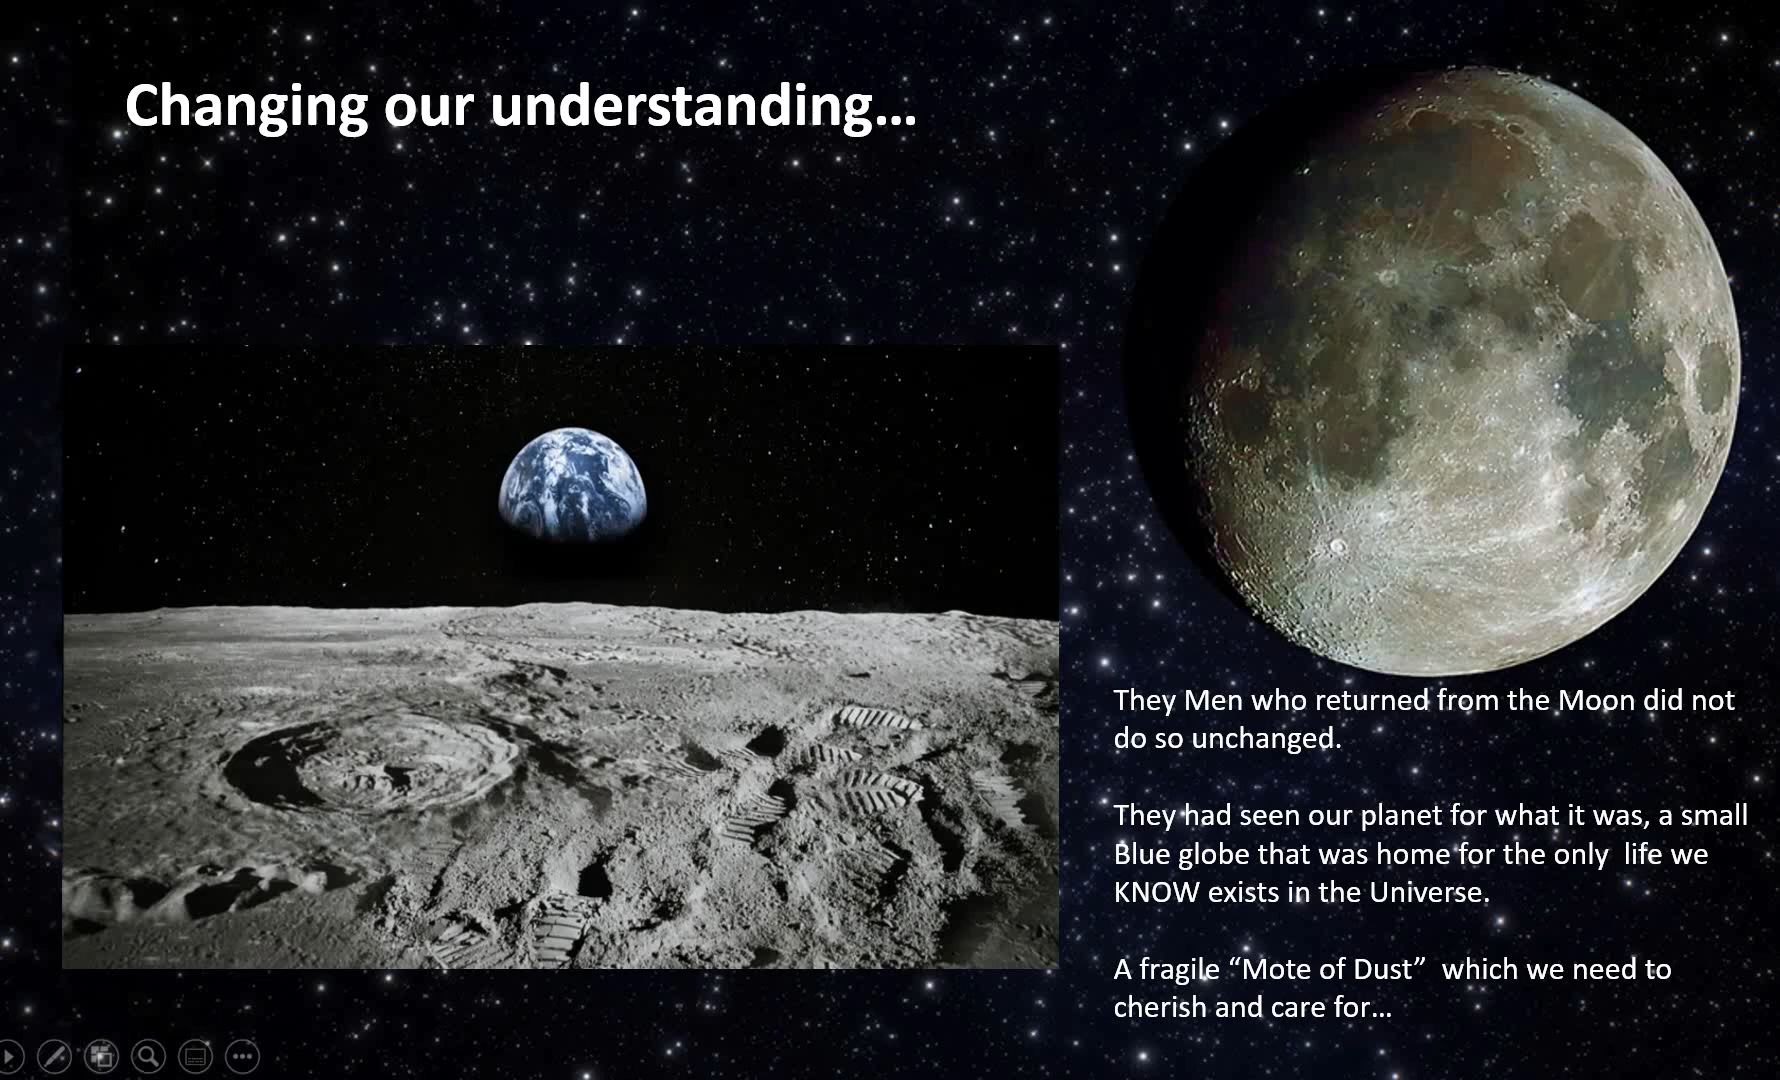 Changing our understanding...
They Men who returned from the Moon did not
do so unchanged.
They had seen our planet for what it was, a small
Blue globe that was home for the only  life we
KNOW exists in the Universe.
A fragile “Mote of Dust”  which we need to
cherish and care for...